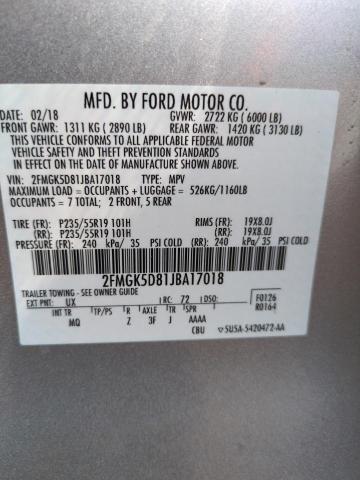 MFD. BY FORD MOTOR CO.
DATE: 02/18 GVWR: 2722 KG ( 6000 LB)
FRONT GAWR: 1311 KG ( 2890 LB) REAR GAWR: 1420 KG ( 3130 LB)
THIS VEHICLE CONFORMS TO ALL APPLICABLE FEDERAL MOTOR
VEHICLE SAFETY AND THEFT PREVENTION STANDARDS
IN EFFECT ON THE DATE OF MANUFACTURE SHOWN ABOVE.
VIN: 2FMGK5D81JBA17018 TYPE: MPV
MAXIMUM LOAD = OCCUPANTS + LUGGAGE = 526KG/1160LB
OCCUPANTS = 7 TOTAL; 2 FRONT, 5 REAR
TIRE (FR): P235/55R19 101H RIMS (FR): 19X8.0J
(RR): P235/55R19 101H (RR): 19X8.0J
PRESSURE (FR): 240 kPa/ 35 PSI COLD (RR): 240 kPa/ 35 PSI COLD
2FMGK5D81JBA17018
TRAILER TOWING - SEE OWNERS GUIDE
EXT PNT: UX RC: 72 DSO: F0126
R0164
INT TR TP/PS R AXLE TR SPR
MQ Z 3F J AAAA
CBU 5U5A-5420472-AA